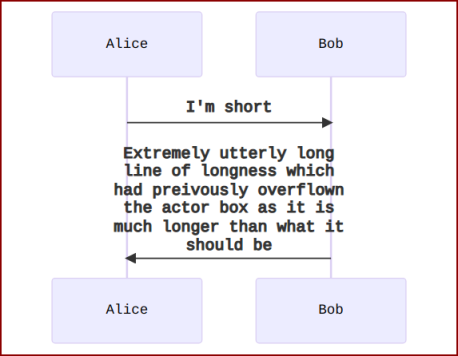 Alice Bob
I'm short
Extremely utterly long
line of longness which
had preivously overflown
the actor box as it is
much longer than what it
should be
Alice Bob